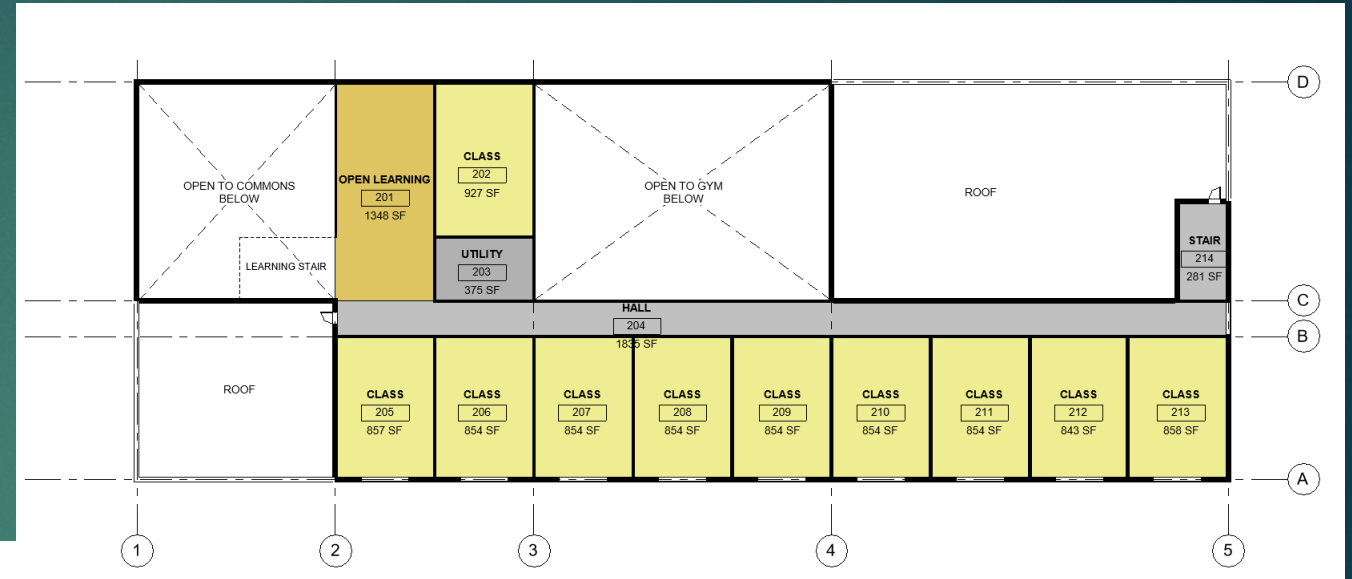 D
OPEN TO COMMONS
BELOW
LEARNING STAIR
OPEN LEARNING
201
1348 SF
CLASS
202
927 SF
UTILITY
203
375 SF
OPEN TO GYM
BELOW
ROOF
STAIR
214
281 SF
C
HALL
204
1835 SF
B
ROOF
CLASS
205
857 SF
CLASS
206
854 SF
CLASS
207
854 SF
CLASS
208
854 SF
CLASS
209
854 SF
CLASS
210
854 SF
CLASS
211
854 SF
CLASS
212
843 SF
CLASS
213
858 SF
A
1
2
3
4
5